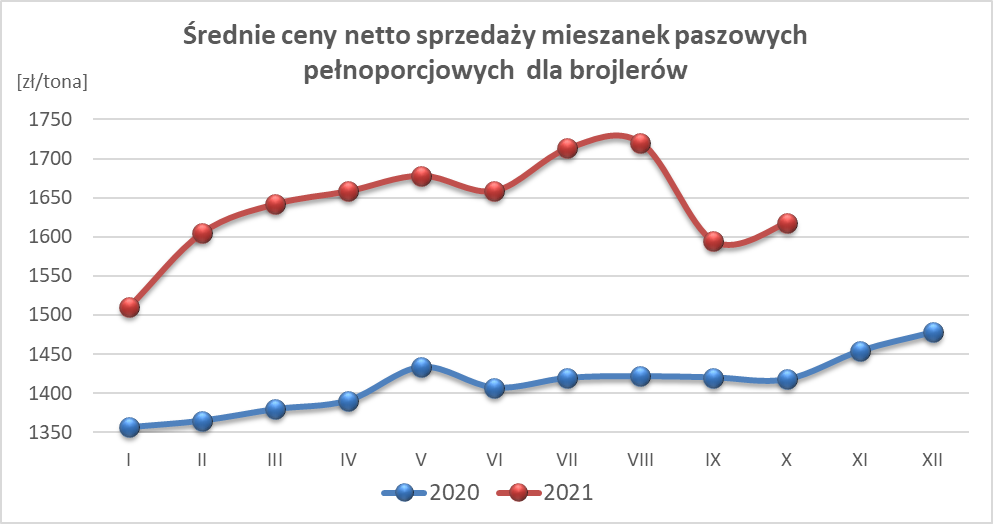 Średnie ceny netto sprzedaży mieszanek paszowych
pełnoporcjowych dla brojlerów
[zł/tona]
1750
1700
1650
1600
1550
1500
1450
1400
1350
I II III IV V VI VII VIII IX X XI XII
2020 2021